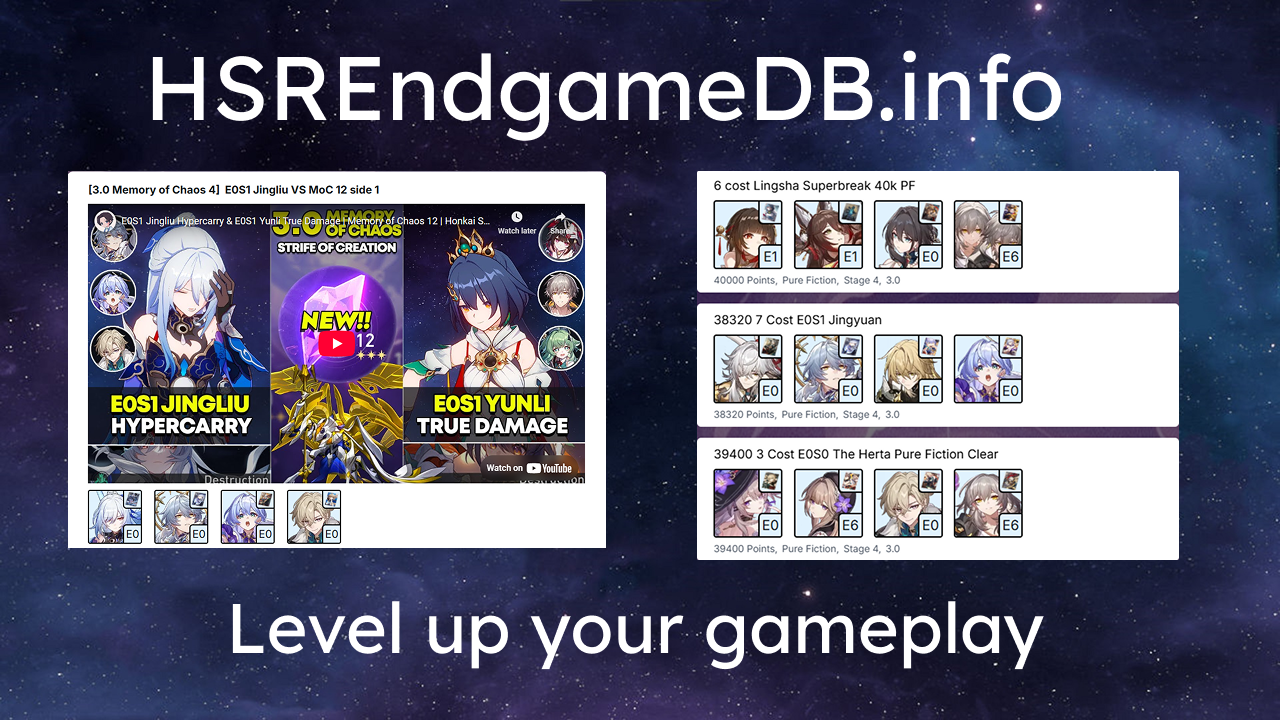 HSREndgameDB.info
[3.0 Memory of Chaos 4] E0S1 Jingliu VS MoC 12 side 1
E0S1 Jingliu Hypercarry & E0S1 Yunli True Damage | Memory of Chaos 12 | Honkai S...
Watch later
Share
3.0 MEMORY
OF CHAOS
STRIFE OF CREATION
NEW!!
12
E0S1 JINGLIU
HYPERCARRY
E0S1 YUNLI
TRUE DAMAGE
Watch on YouTube
Destruction
Destruction
E0 E0 E0 E0
6 cost Lingsha Superbreak 40k PF
E1 E1 E0 E6
40000 Points, Pure Fiction, Stage 4, 3.0
38320 7 Cost E0S1 Jingyuan
E0 E0 E0 E0
38320 Points, Pure Fiction, Stage 4, 3.0
39400 3 Cost E0S0 The Herta Pure Fiction Clear
E0 E6 E0 E6
39400 Points, Pure Fiction, Stage 4, 3.0
Level up your gameplay